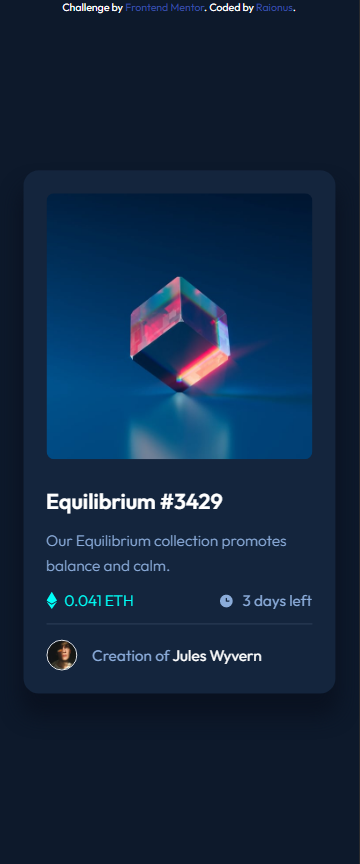 Challenge by Frontend Mentor. Coded by Raionus.
Equilibrium #3429
Our Equilibrium collection promotes
balance and calm.
0.041 ETH
3 days left
Creation of Jules Wyvern